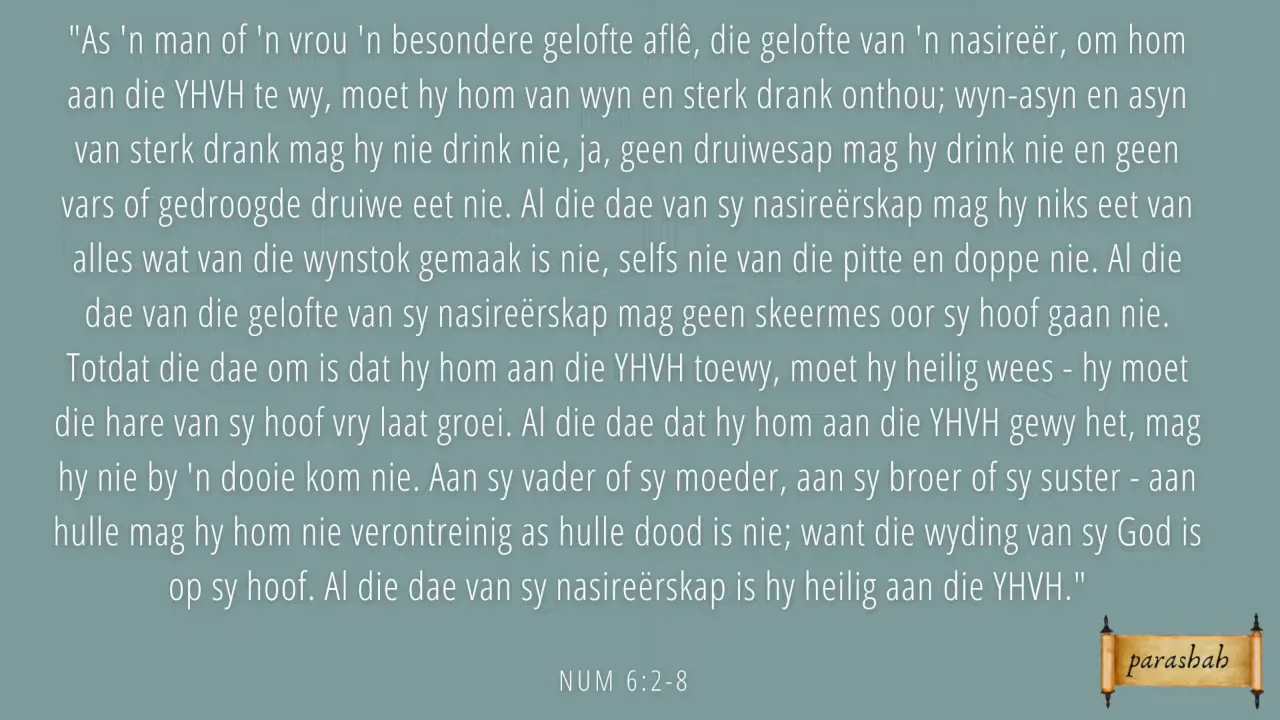 "As 'n man of 'n vrou 'n besondere gelofte aflê, die gelofte van 'n nasireër, om hom
aan die YHVH te wy, moet hy hom van wyn en sterk drank onthou; wyn-asyn en asyn
van sterk drank mag hy nie drink nie, ja, geen druiwesap mag hy drink nie en geen
vars of gedroogde druiwe eet nie. Al die dae van sy nasireërskap mag hy niks eet van
alles wat van die wynstok gemaak is nie, selfs nie van die pitte en doppe nie. Al die
dae van die gelofte van sy nasireërskap mag geen skeermes oor sy hoof gaan nie.
Totdat die dae om is dat hy hom aan die YHVH toewy, moet hy heilig wees - hy moet
die hare van sy hoof vry laat groei. Al die dae dat hy hom aan die YHVH gewy het, mag
hy nie by 'n dooie kom nie. Aan sy vader of sy moeder, aan sy broer of sy suster - aan
hulle mag hy hom nie verontreinig as hulle dood is nie; want die wyding van sy God is
op sy hoof. Al die dae van sy nasireërskap is hy heilig aan die YHVH."
parashah
NUM 6:2-8